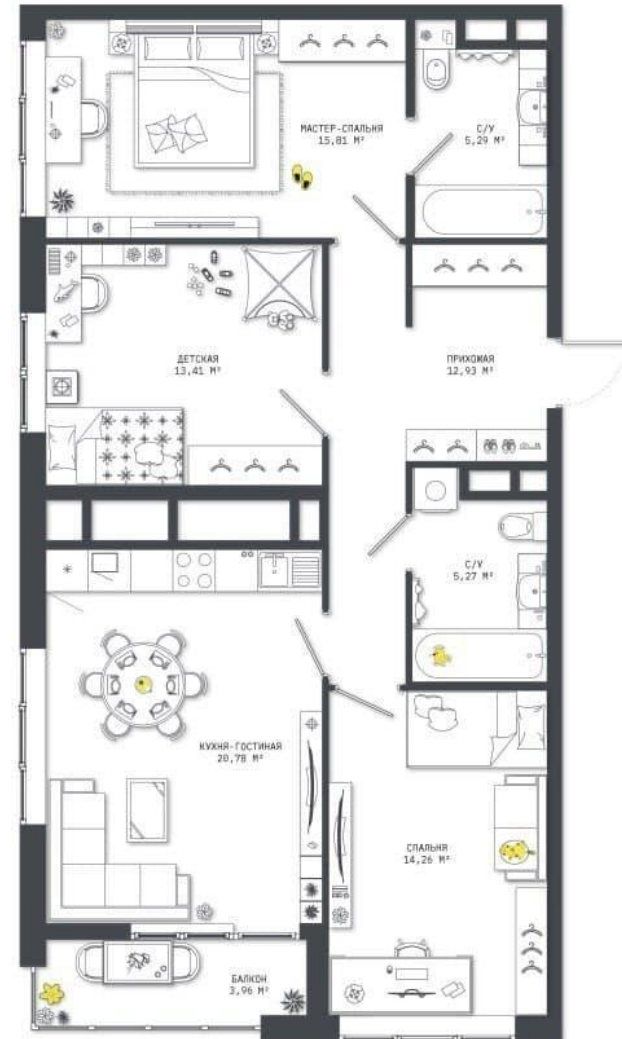 МАСТЕР-СПАЛЬНЯ
15,81 М²
С/У
5,29 М²
ДЕТСКАЯ
13,41 М²
ПРИХОЖАЯ
12,93 М²
С/У
5,27 М²
КУХНЯ-ГОСТИНАЯ
20,78 М²
СПАЛЬНЯ
14,26 М²
БАЛКОН
3,96 М²